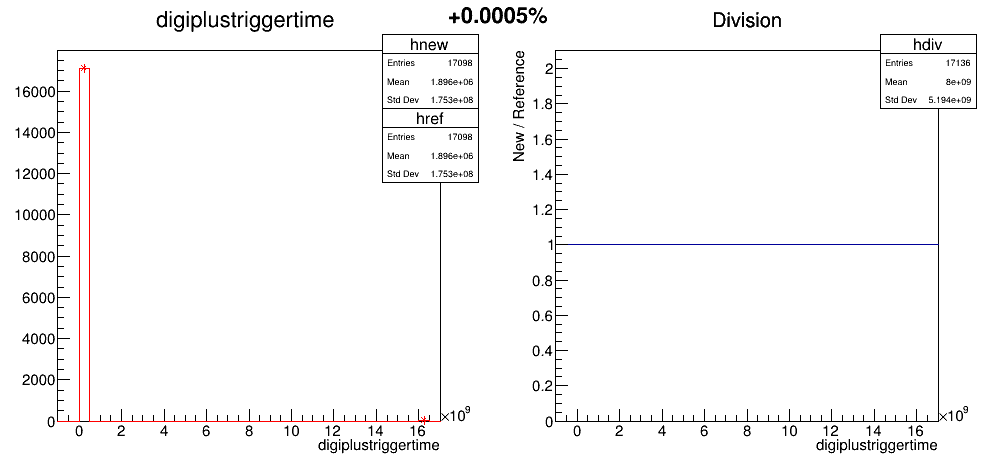 +0.0005%
digiplustriggertime
hnew
Entries 17098
Mean 1.896e+06
Std Dev 1.753e+08
href
Entries 17098
Mean 1.896e+06
Std Dev 1.753e+08
16000
14000
12000
10000
8000
6000
4000
2000
0
0 2 4 6 8 10 12 14 16
×10⁹
digiplustriggertime
Division
hdiv
Entries 17136
Mean 8e+09
Std Dev 5.194e+09
New / Reference
2
1.8
1.6
1.4
1.2
1
0.8
0.6
0.4
0.2
0
0 2 4 6 8 10 12 14 16
×10⁹
digiplustriggertime